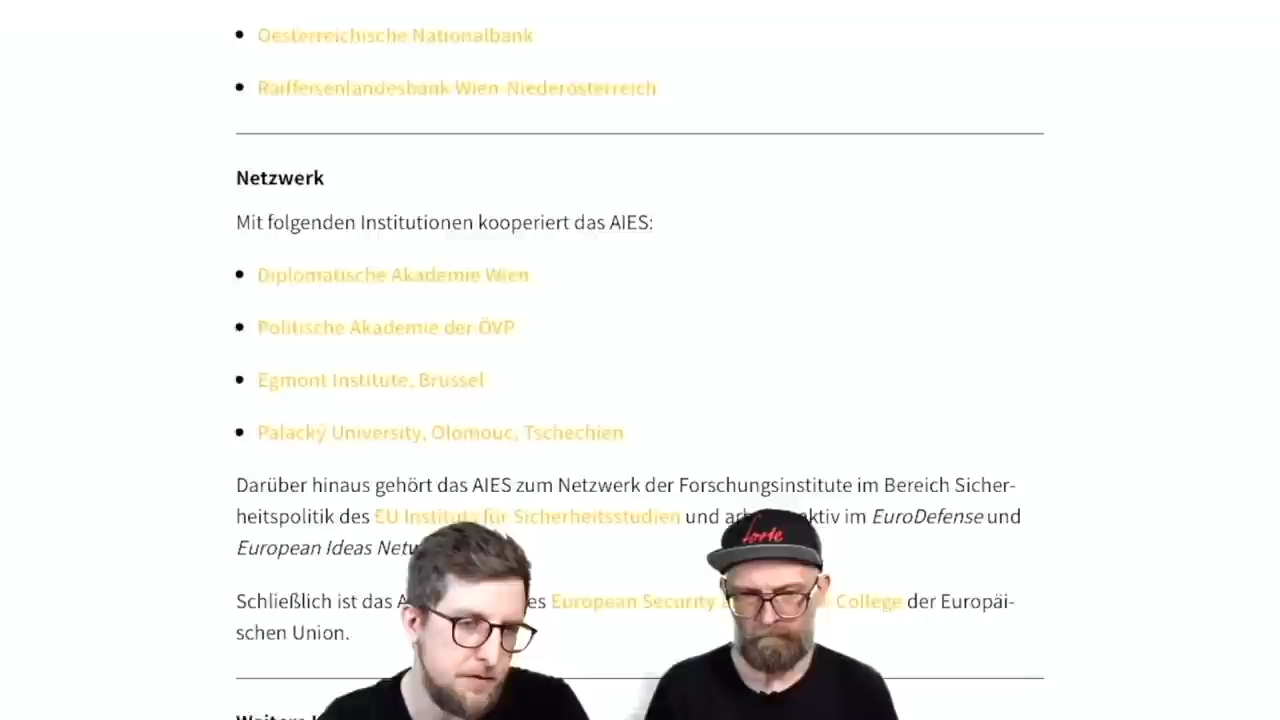 Oesterreichische Nationalbank
Raiffeisenlandesbank Wien-Niederösterreich
Netzwerk
Mit folgenden Institutionen kooperiert das AIES:
Diplomatische Akademie Wien
Politische Akademie der ÖVP
Egmont Institute, Brussel
Palacký University, Olomouc, Tschechien
Darüber hinaus gehört das AIES zum Netzwerk der Forschungsinstitute im Bereich Sicher-
heitspolitik des EU Instituts für Sicherheitsstudien und aktiv im EuroDefense und
European Ideas
forte
Schließlich ist das European Security College der Europäi-
schen Union.